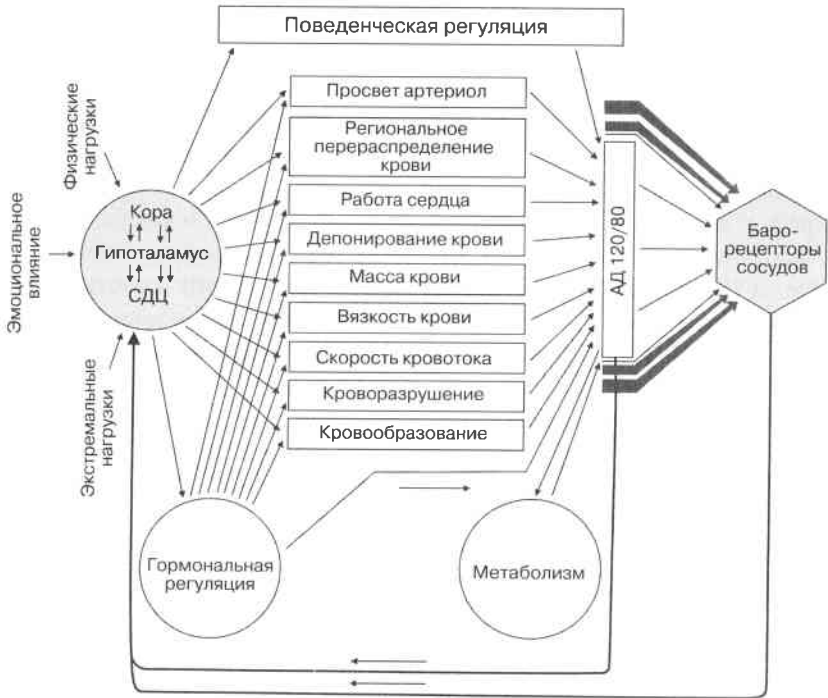 Поведенческая регуляция
Физические
нагрузки
Эмоциональное
влияние
Экстремальные
нагрузки
Кора
Гипоталамус
СДЦ
Просвет артериол
Региональное
перераспределение
крови
Работа сердца
Депонирование крови
Масса крови
Вязкость крови
Скорость кровотока
Кроворазрушение
Кровообразование
АД 120/80
Баро-
рецепторы
сосудов
Гормональная
регуляция
Метаболизм